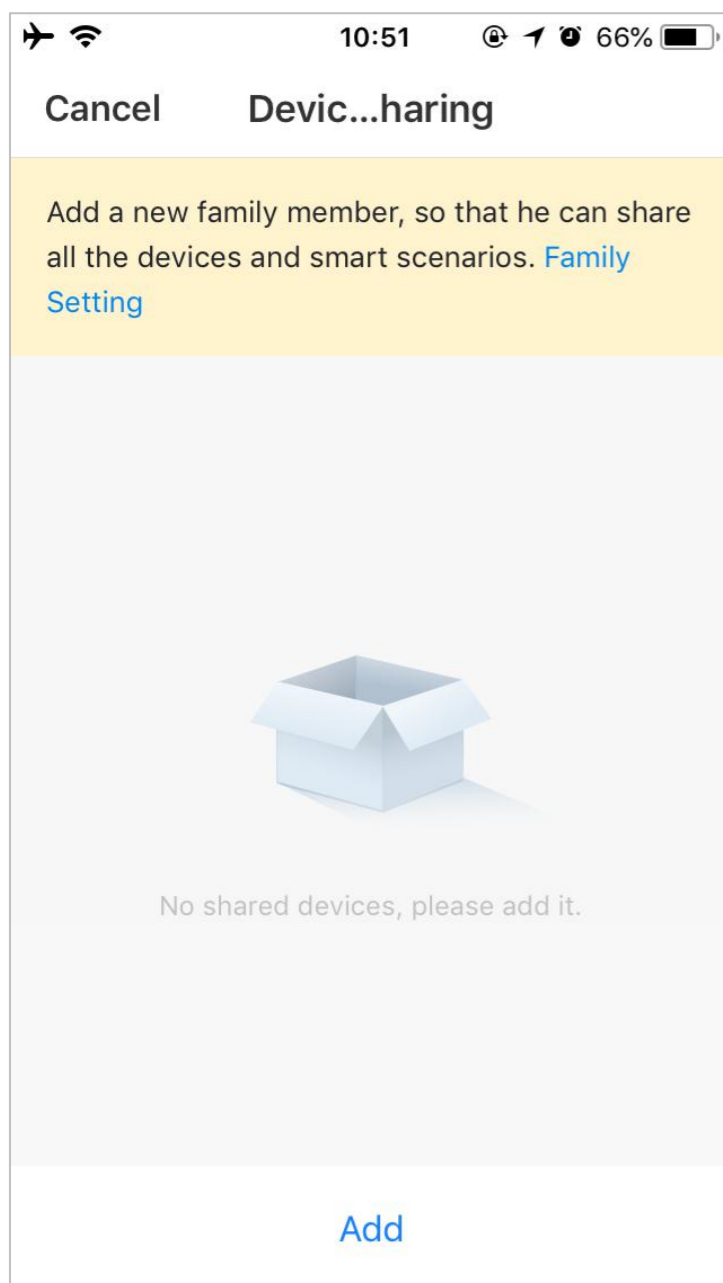 10:51 66%
Cancel Devic...haring
Add a new family member, so that he can share
all the devices and smart scenarios. Family
Setting
No shared devices, please add it.
Add